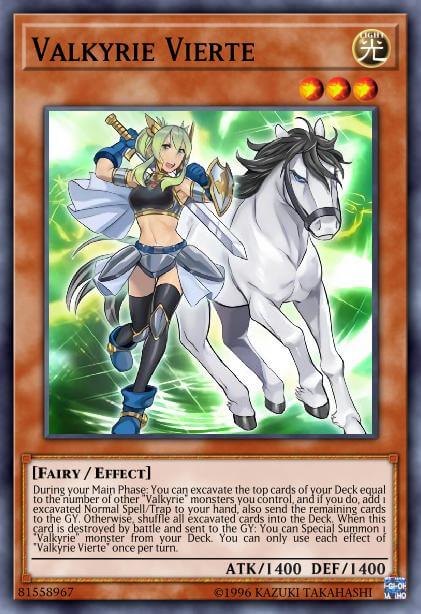 VALKYRIE VIERTE
LIGHT
光
[FAIRY / EFFECT]
During your Main Phase: You can excavate the top cards of your Deck equal
to the number of other "Valkyrie" monsters you control, and if you do, add 1
excavated Normal Spell/Trap to your hand, also send the remaining cards
to the GY. Otherwise, shuffle all excavated cards into the Deck. When this
card is destroyed by battle and sent to the GY: You can Special Summon 1
"Valkyrie" monster from your Deck. You can only use each effect of
"Valkyrie Vierte" once per turn.
ATK/1400 DEF/1400
81558967 ©1996 KAZUKI TAKAHASHI